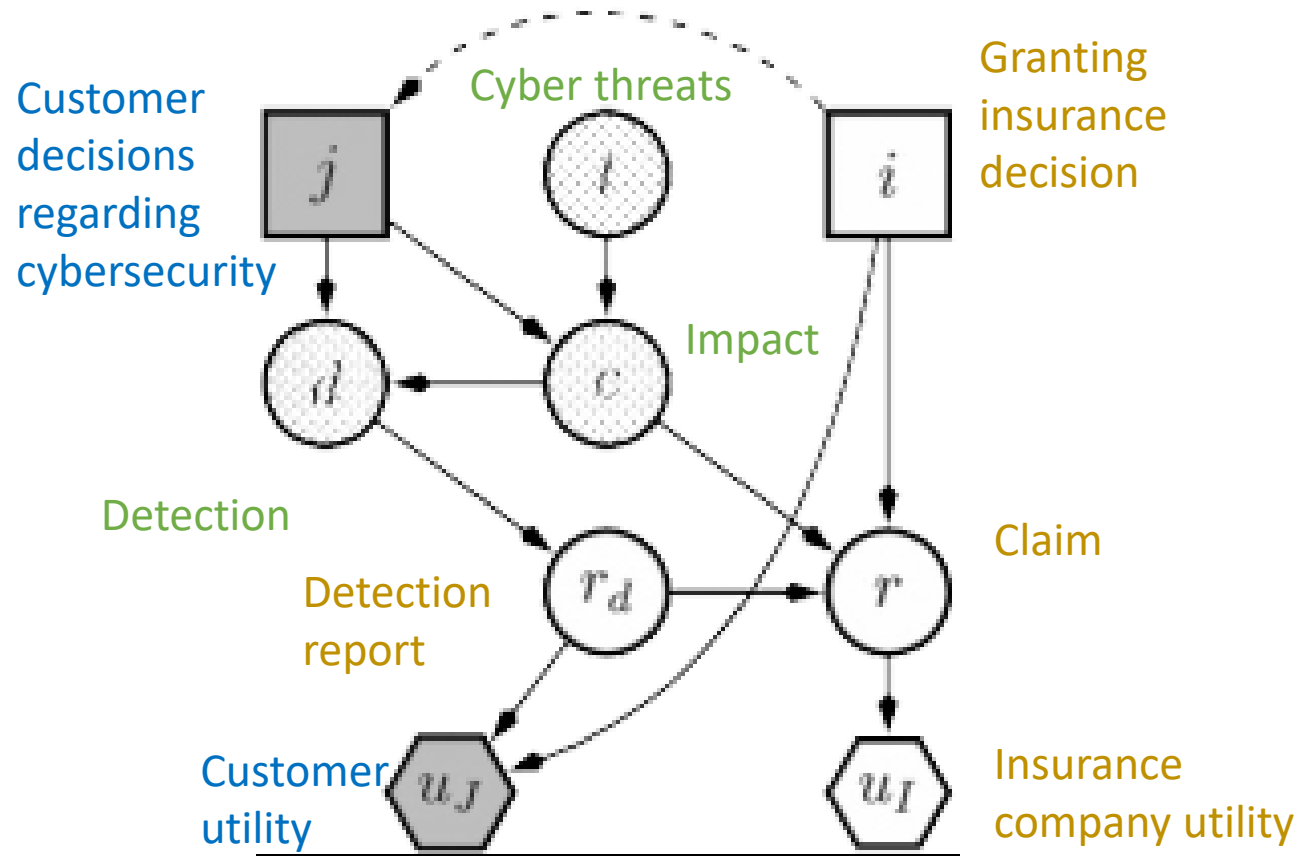 Customer
decisions
regarding
cybersecurity
Cyber threats
Granting
insurance
decision
j
t
i
Impact
d
c
Detection
Claim
Detection
report
r_d
r
Customer
utility
u_J
u_I
Insurance
company utility